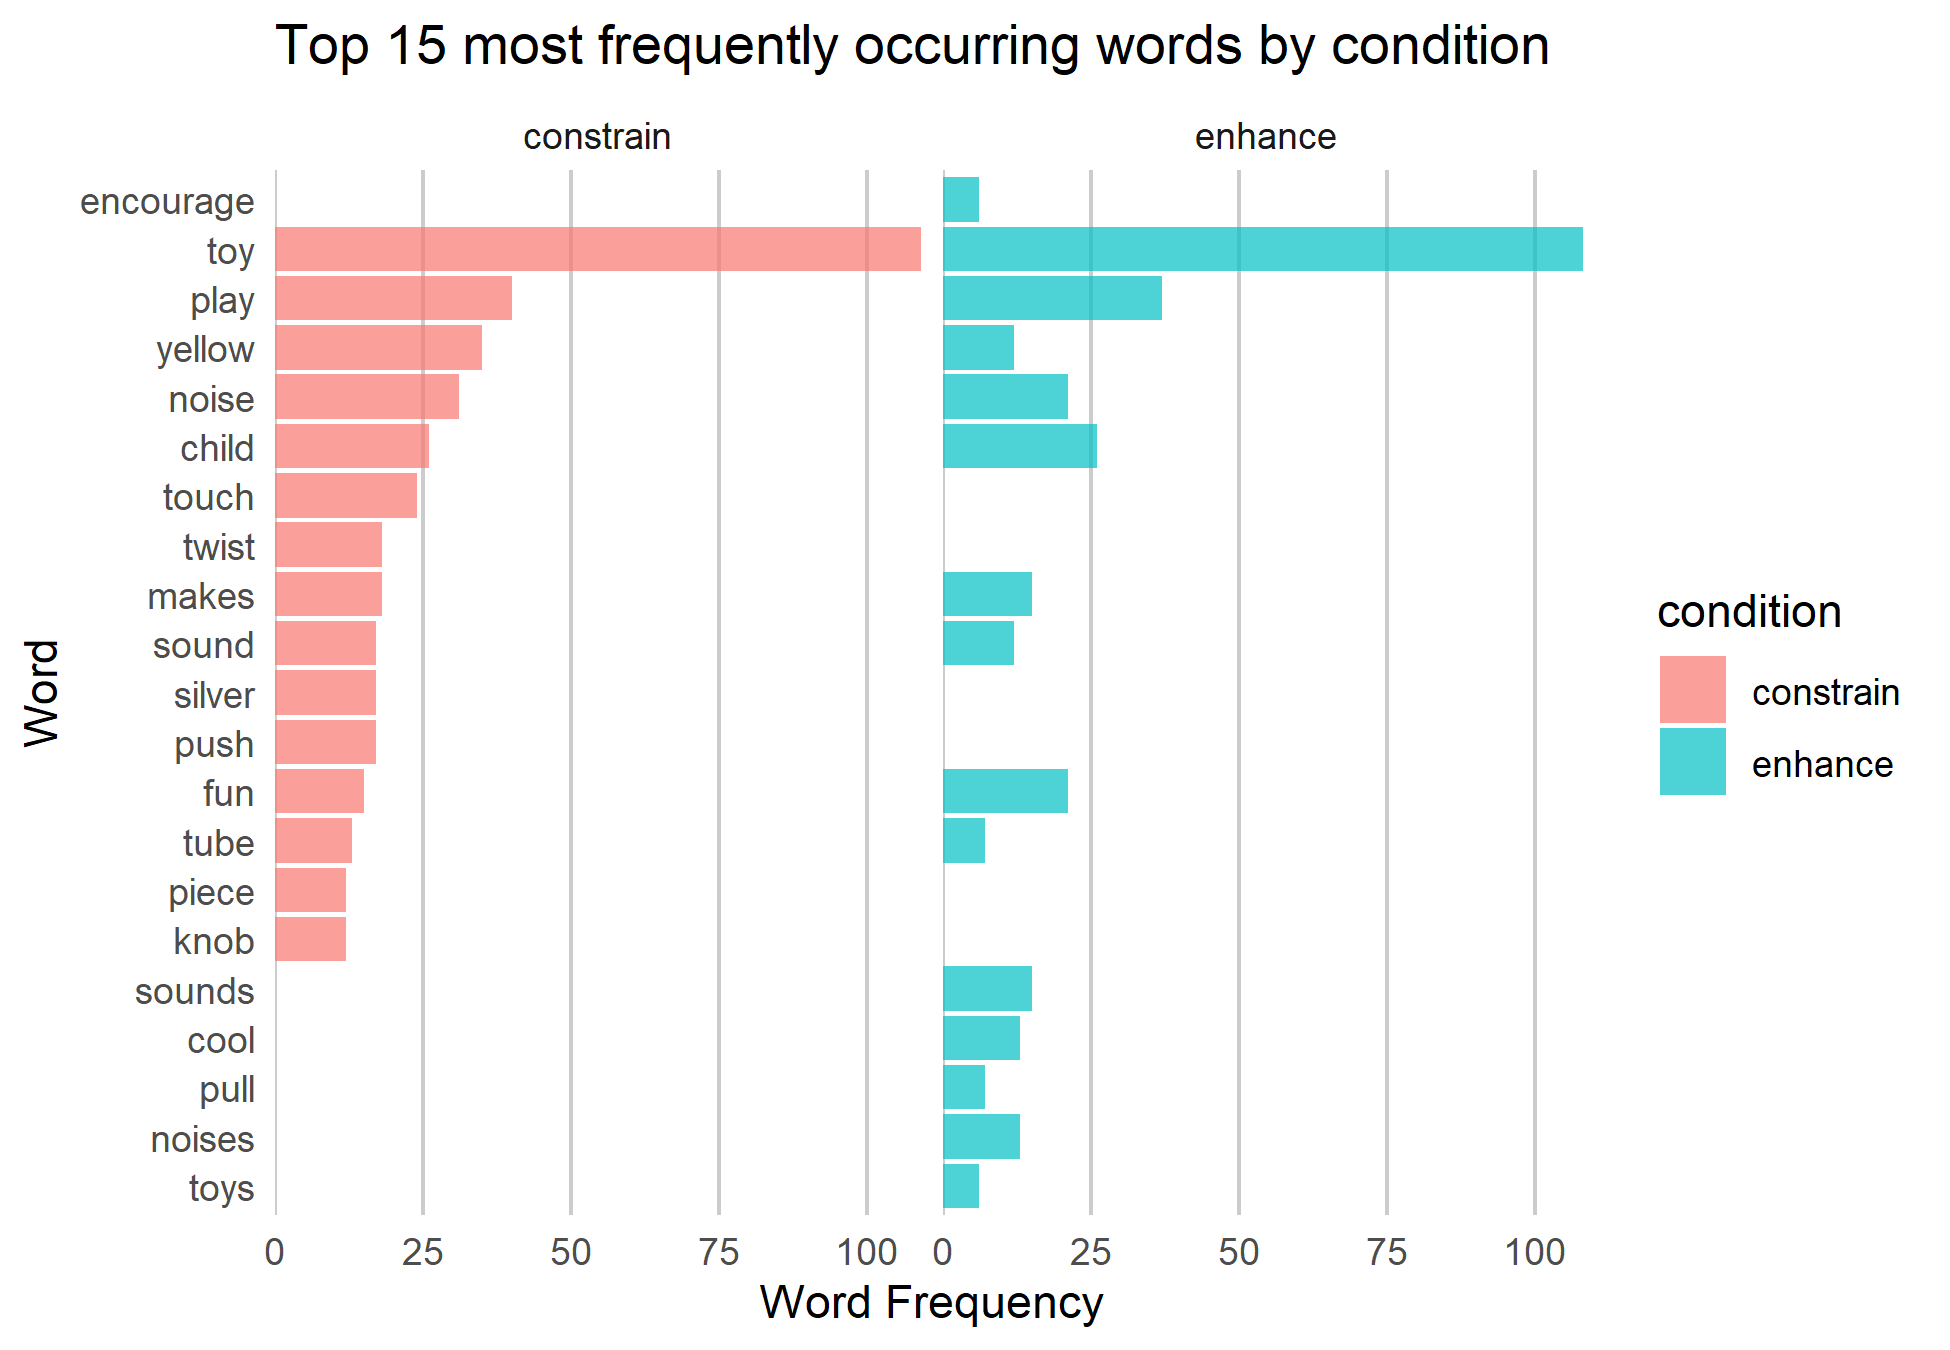 Top 15 most frequently occurring words by condition
constrain
enhance
encourage
toy
play
yellow
noise
child
touch
twist
makes
sound
silver
push
fun
tube
piece
knob
sounds
cool
pull
noises
toys
Word
0 25 50 75 100 0 25 50 75 100
Word Frequency
condition
constrain
enhance